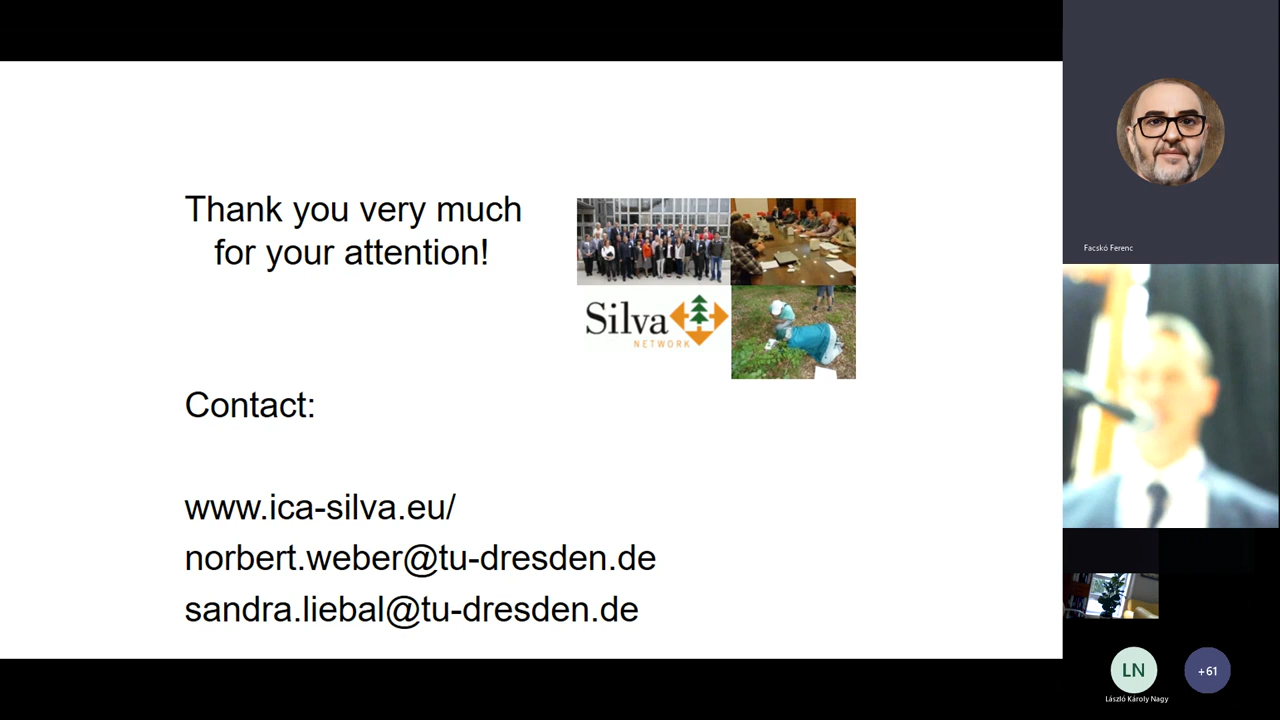 Thank you very much
for your attention!
Silva
NETWORK
Contact:
www.ica-silva.eu/
norbert.weber@tu-dresden.de
sandra.liebal@tu-dresden.de
Facskó Ferenc
LN
+61
László Károly Nagy